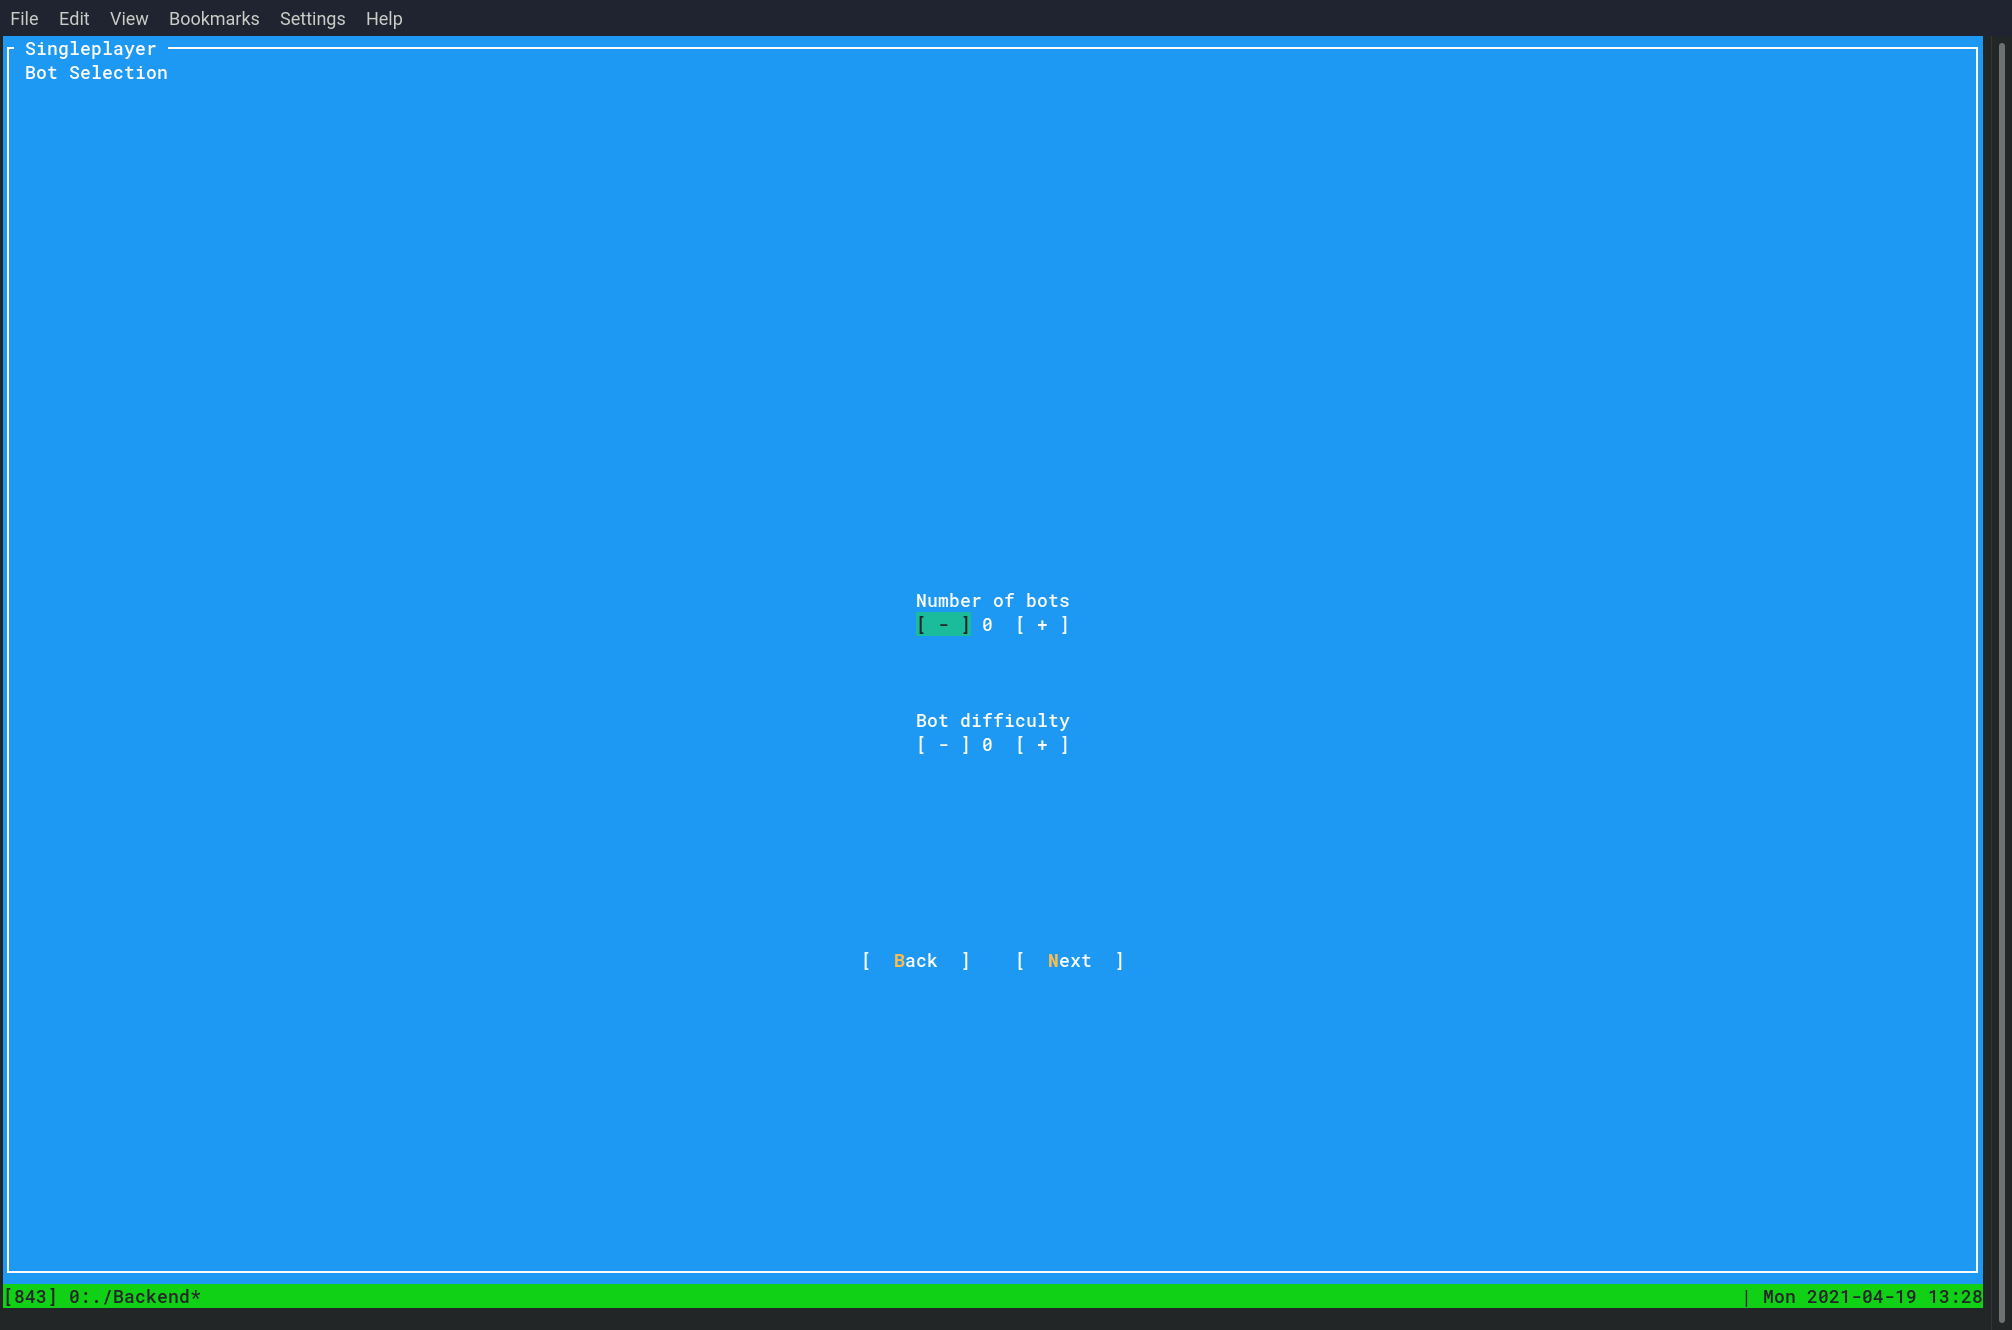 File Edit View Bookmarks Settings Help
Singleplayer
Bot Selection
Number of bots
[ - ] 0 [ + ]
Bot difficulty
[ - ] 0 [ + ]
[ Back ] [ Next ]
[843] 0:./Backend* | Mon 2021-04-19 13:28